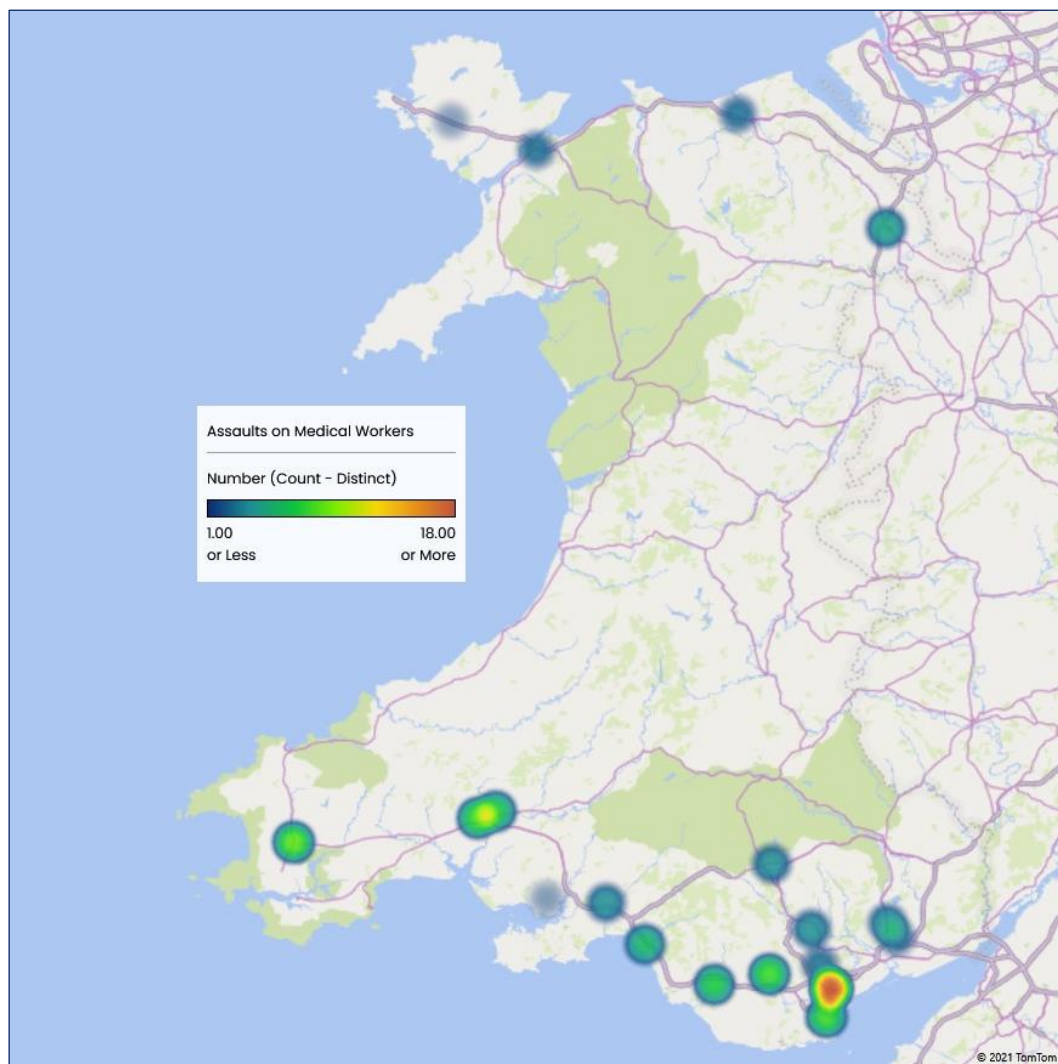 Assaults on Medical Workers
Number (Count - Distinct)
1.00
18.00
or Less
or More
© 2021 TomTom